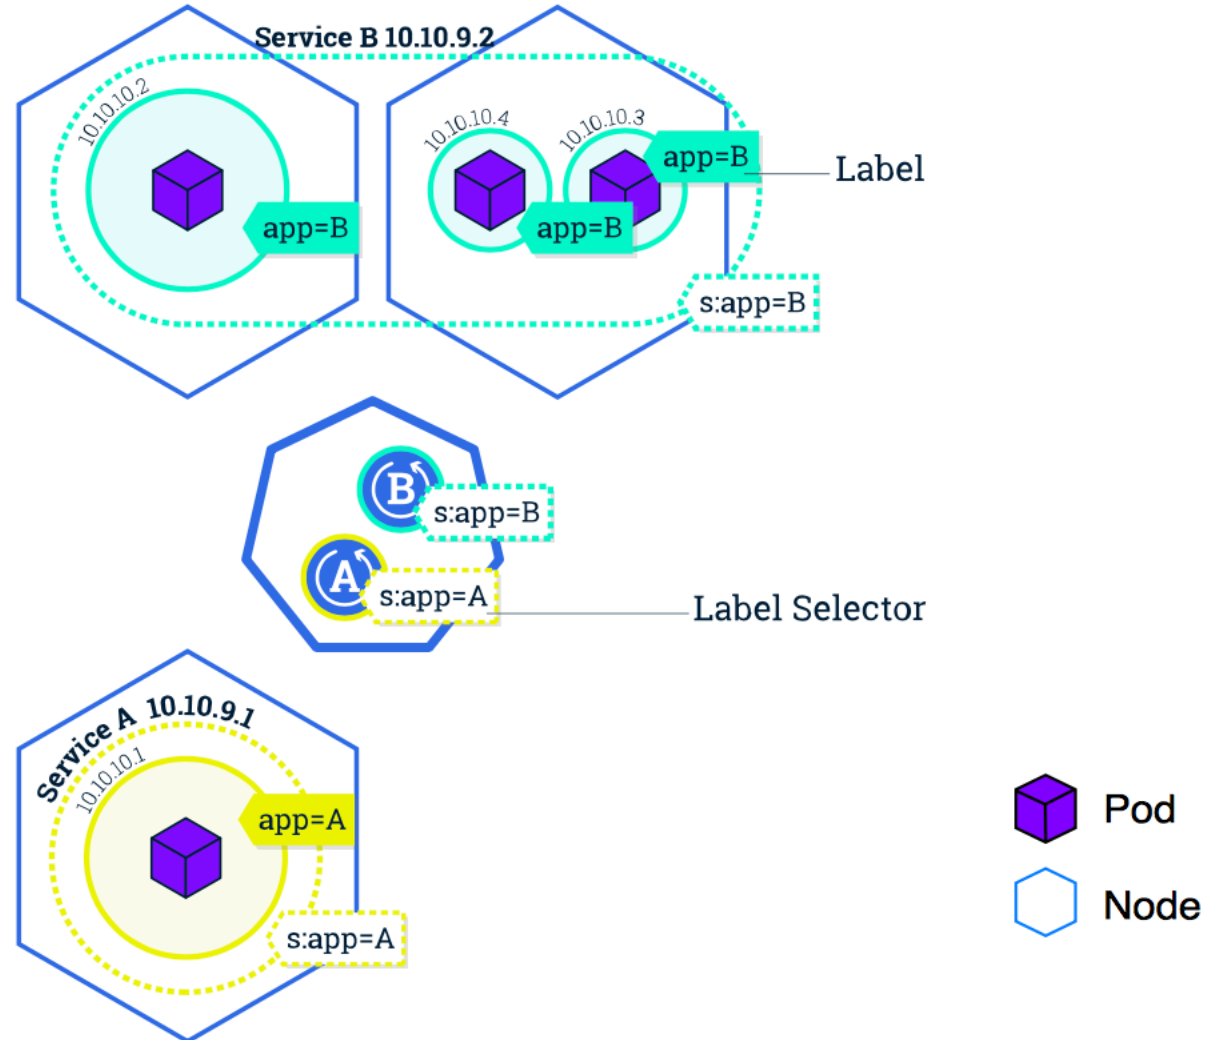 Service B 10.10.9.2
10.10.10.2
10.10.10.4
10.10.10.3
app=B
Label
app=B
app=B
s:app=B
B
s:app=B
A
s:app=A
Label Selector
Service A 10.10.9.1
10.10.10.1
app=A
Pod
Node
s:app=A